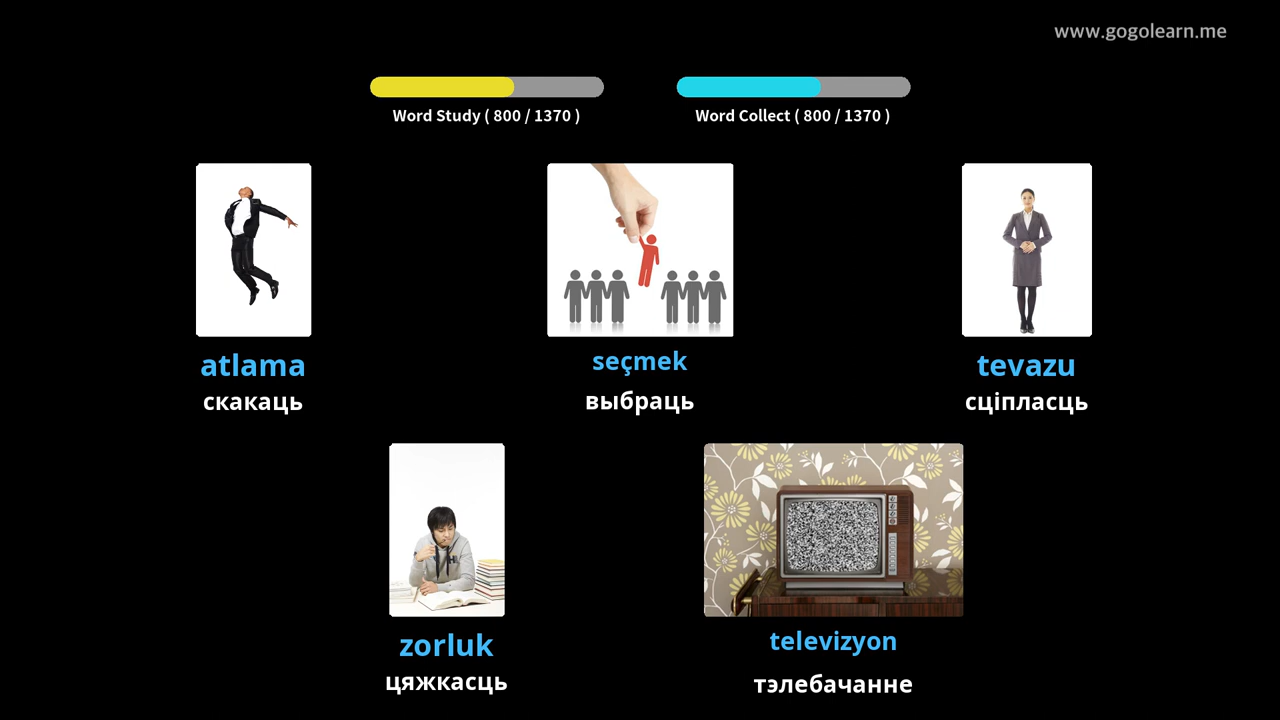 www.gogolearn.me
Word Study ( 800 / 1370 )
Word Collect ( 800 / 1370 )
atlama
скакаць
seçmek
выбраць
tevazu
сціпласць
zorluk
цяжкасць
televizyon
тэлебачанне